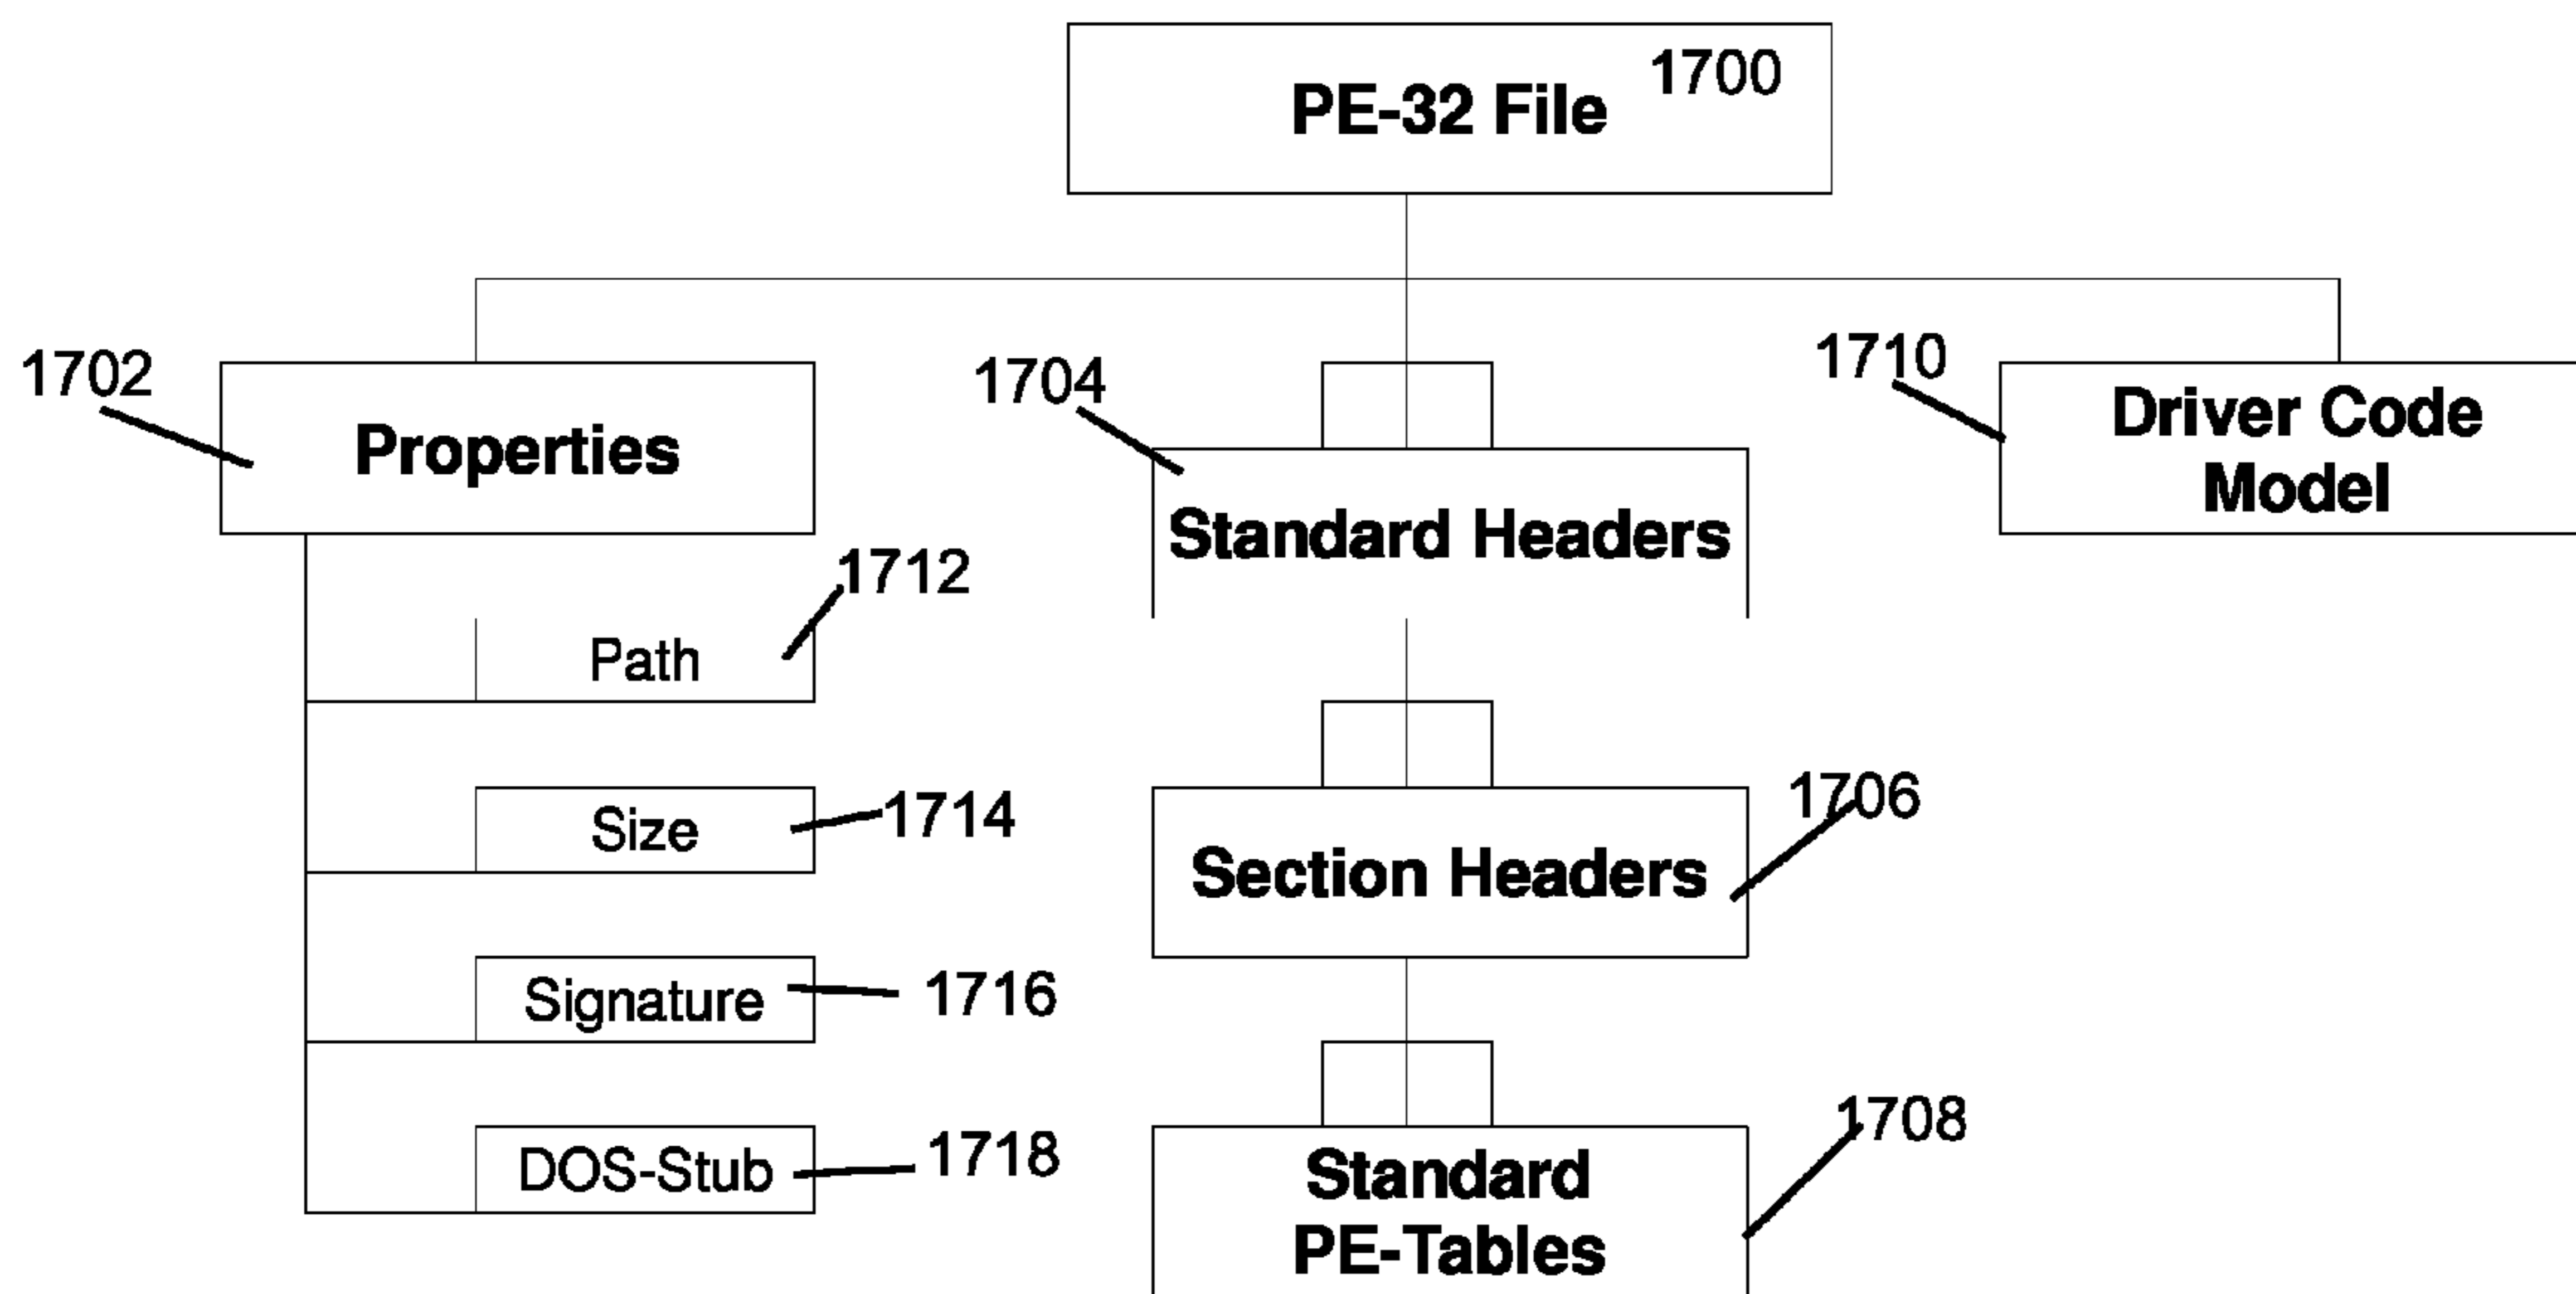 1700
PE-32 File
1702
Properties
1704
Standard Headers
1710
Driver Code
Model
1712
Path
1714
Size
1706
Section Headers
1716
Signature
1718
DOS-Stub
1708
Standard
PE-Tables